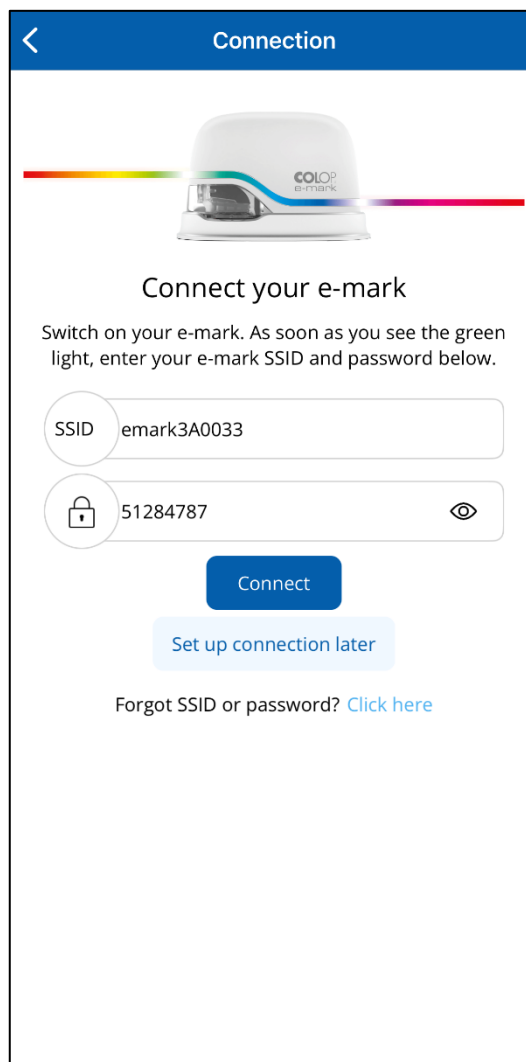 Connection
COLOP
e-mark
Connect your e-mark
Switch on your e-mark. As soon as you see the green
light, enter your e-mark SSID and password below.
SSID emark3A0033
51284787
Connect
Set up connection later
Forgot SSID or password? Click here